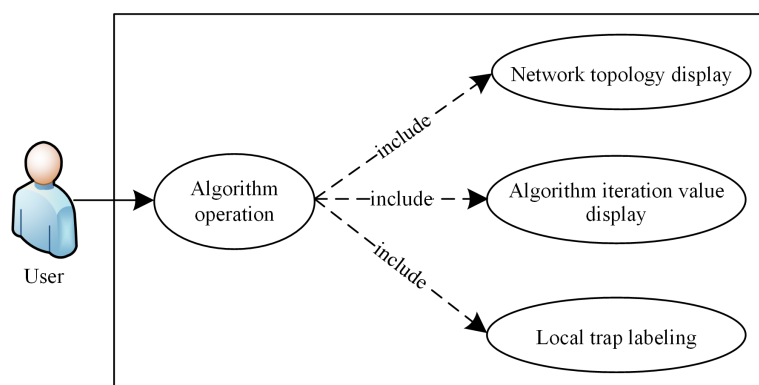 Network topology display
include
Algorithm
operation
include
Algorithm iteration value
display
User
include
Local trap labeling